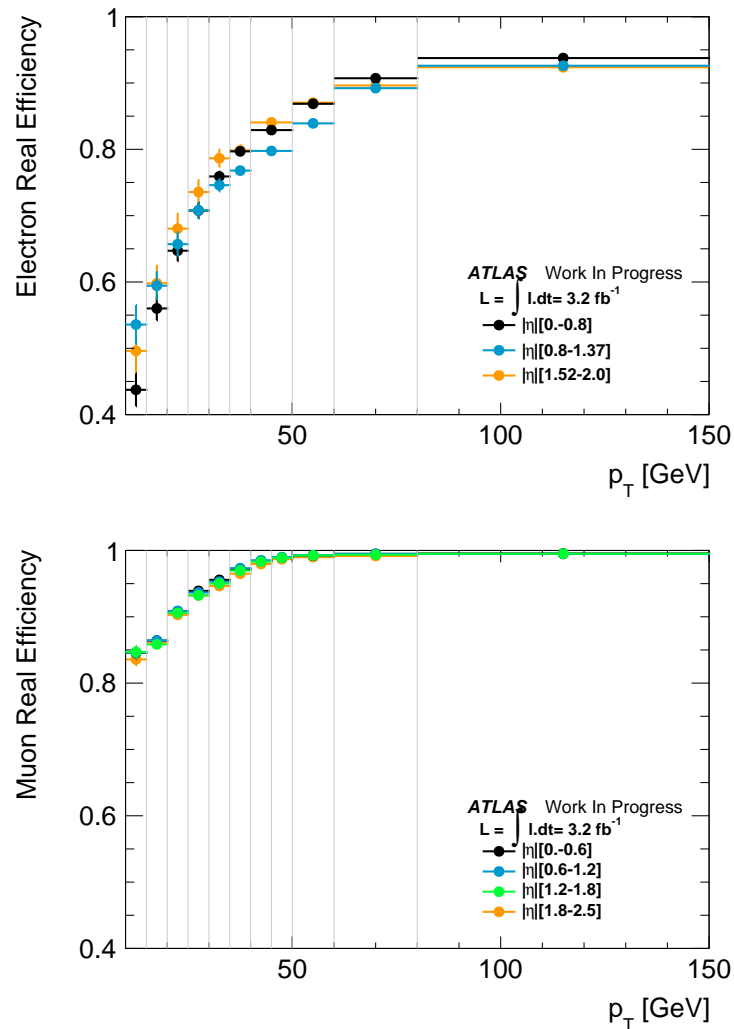 Electron Real Efficiency
1
0.8
0.6
0.4
ATLAS Work In Progress
L = ∫ l.dt= 3.2 fb⁻¹
|η|[0.-0.8]
|η|[0.8-1.37]
|η|[1.52-2.0]
50 100 150
p_T [GeV]
Muon Real Efficiency
1
0.8
0.6
0.4
ATLAS Work In Progress
L = ∫ l.dt= 3.2 fb⁻¹
|η|[0.-0.6]
|η|[0.6-1.2]
|η|[1.2-1.8]
|η|[1.8-2.5]
50 100 150
p_T [GeV]